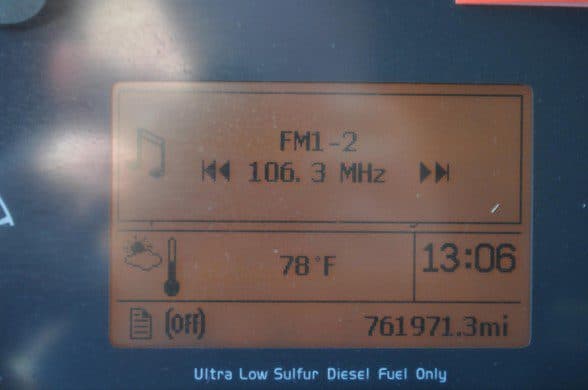 FM1-2
106.3 MHz
78°F
13:06
(Off)
761971.3mi
Ultra Low Sulfur Diesel Fuel Only